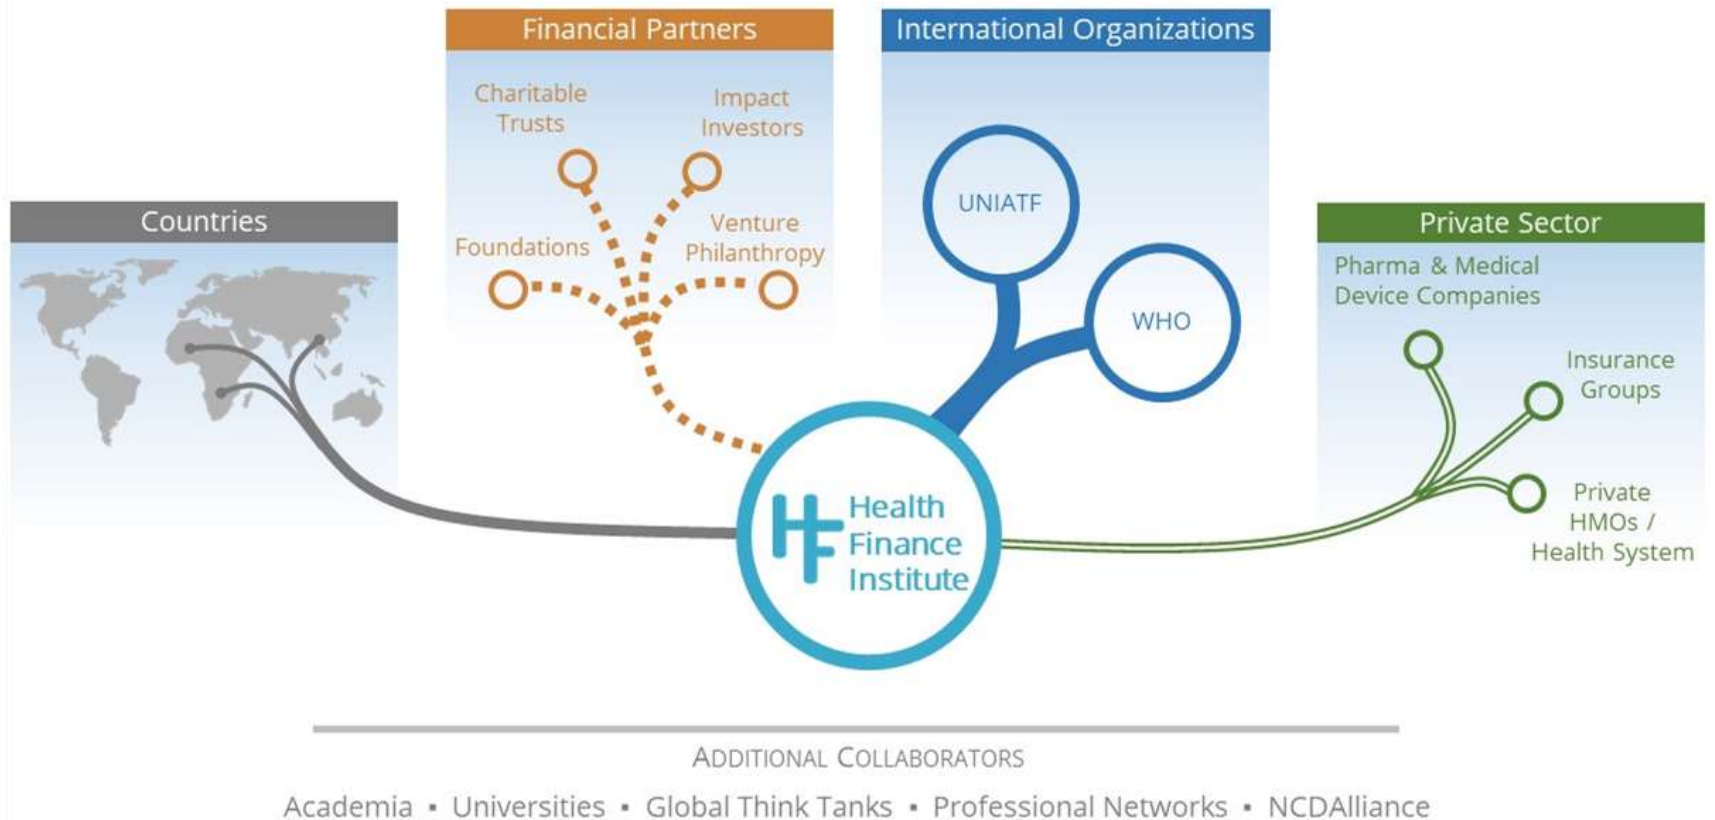 Financial Partners
International Organizations
Charitable
Trusts
Impact
Investors
Foundations
Venture
Philanthropy
UNIATF
WHO
Countries
Private Sector
Pharma & Medical
Device Companies
Insurance
Groups
Private
HMOs /
Health System
Health
Finance
Institute
ADDITIONAL COLLABORATORS
Academia ▪ Universities ▪ Global Think Tanks ▪ Professional Networks ▪ NCDAlliance